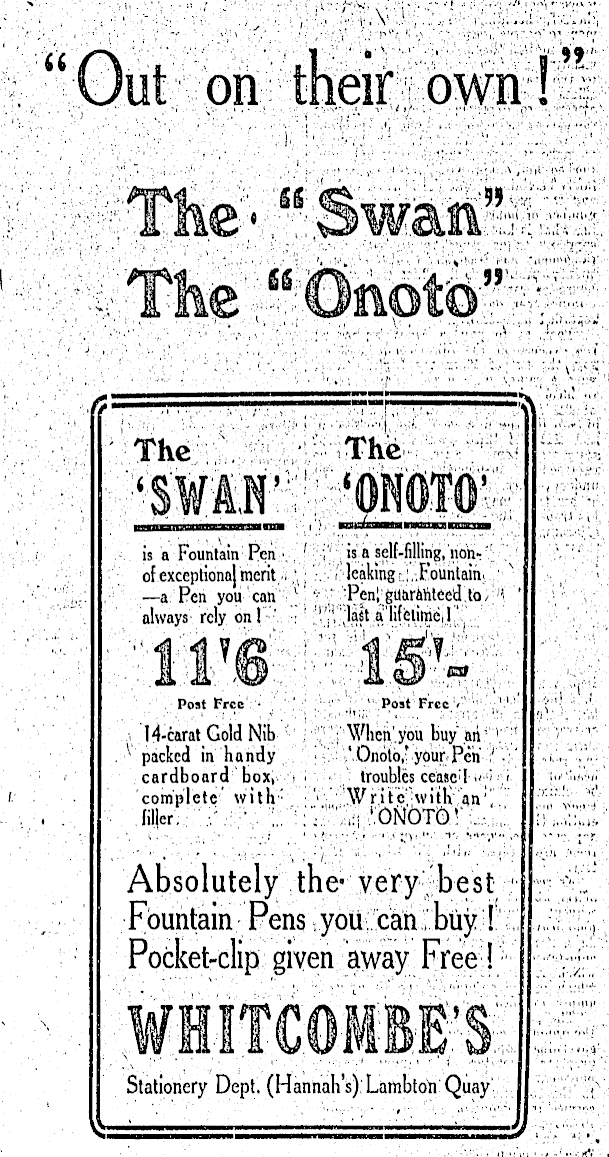 “Out on their own!”
The “Swan”
The “Onoto”
The
‘SWAN’
is a Fountain Pen
of exceptional merit
—a Pen you can
always rely on!
11'6
Post Free
14-carat Gold Nib
packed in handy
cardboard box,
complete with
filler.
The
‘ONOTO’
is a self-filling, non-
leaking Fountain
Pen, guaranteed to
last a lifetime!
15'-
Post Free
When you buy an
‘Onoto,’ your Pen
troubles cease!
Write with an
‘ONOTO’
Absolutely the very best
Fountain Pens you can buy!
Pocket-clip given away Free!
WHITCOMBE’S
Stationery Dept. (Hannah’s) Lambton Quay